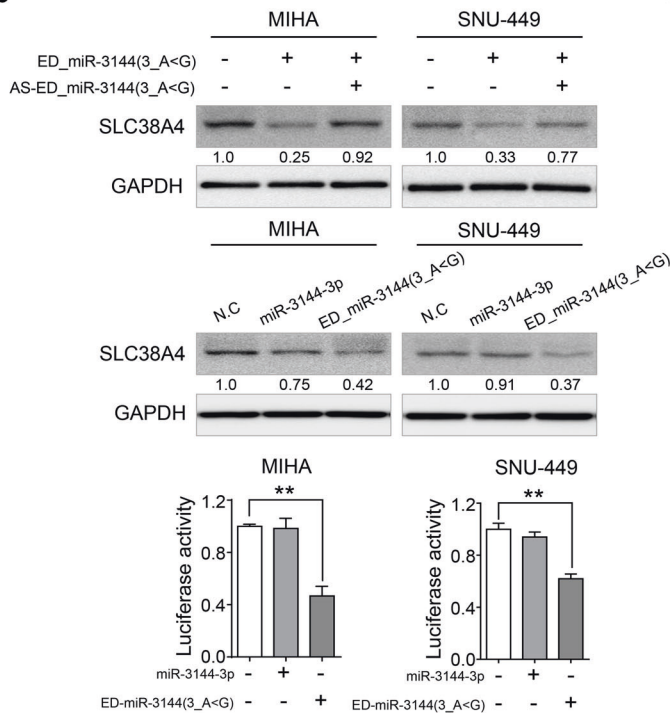 MIHA SNU-449
ED_miR-3144(3_A<G) - + + - + +
AS-ED_miR-3144(3_A<G) - - + - - +
SLC38A4
1.0 0.25 0.92 1.0 0.33 0.77
GAPDH
MIHA SNU-449
N.C miR-3144-3p ED_miR-3144(3_A<G) N.C miR-3144-3p ED_miR-3144(3_A<G)
SLC38A4
1.0 0.75 0.42 1.0 0.91 0.37
GAPDH
MIHA
**
Luciferase activity
1.2
0.8
0.4
0.0
miR-3144-3p - + -
ED-miR-3144(3_A<G) - - +
SNU-449
**
Luciferase activity
1.2
0.8
0.4
0.0
miR-3144-3p - + -
ED-miR-3144(3_A<G) - - +